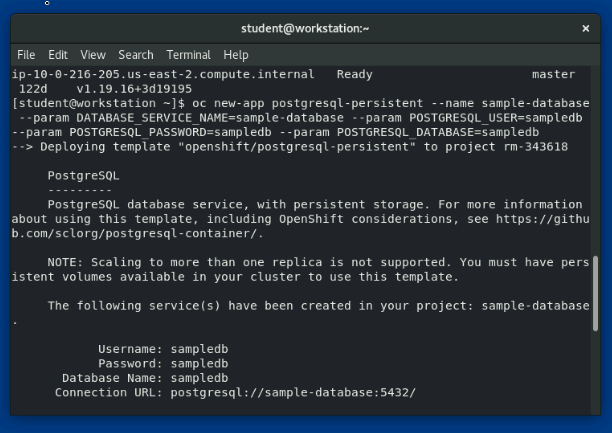 student@workstation:~
×
File Edit View Search Terminal Help
ip-10-0-216-205.us-east-2.compute.internal   Ready                      master
 122d    v1.19.16+3d19195
[student@workstation ~]$ oc new-app postgresql-persistent --name sample-database
 --param DATABASE_SERVICE_NAME=sample-database --param POSTGRESQL_USER=sampledb
--param POSTGRESQL_PASSWORD=sampledb --param POSTGRESQL_DATABASE=sampledb
--> Deploying template "openshift/postgresql-persistent" to project rm-343618
     PostgreSQL
     ---------
     PostgreSQL database service, with persistent storage. For more information
about using this template, including OpenShift considerations, see https://githu
b.com/sclorg/postgresql-container/.
     NOTE: Scaling to more than one replica is not supported. You must have pers
istent volumes available in your cluster to use this template.
     The following service(s) have been created in your project: sample-database
.
            Username: sampledb
            Password: sampledb
       Database Name: sampledb
      Connection URL: postgresql://sample-database:5432/